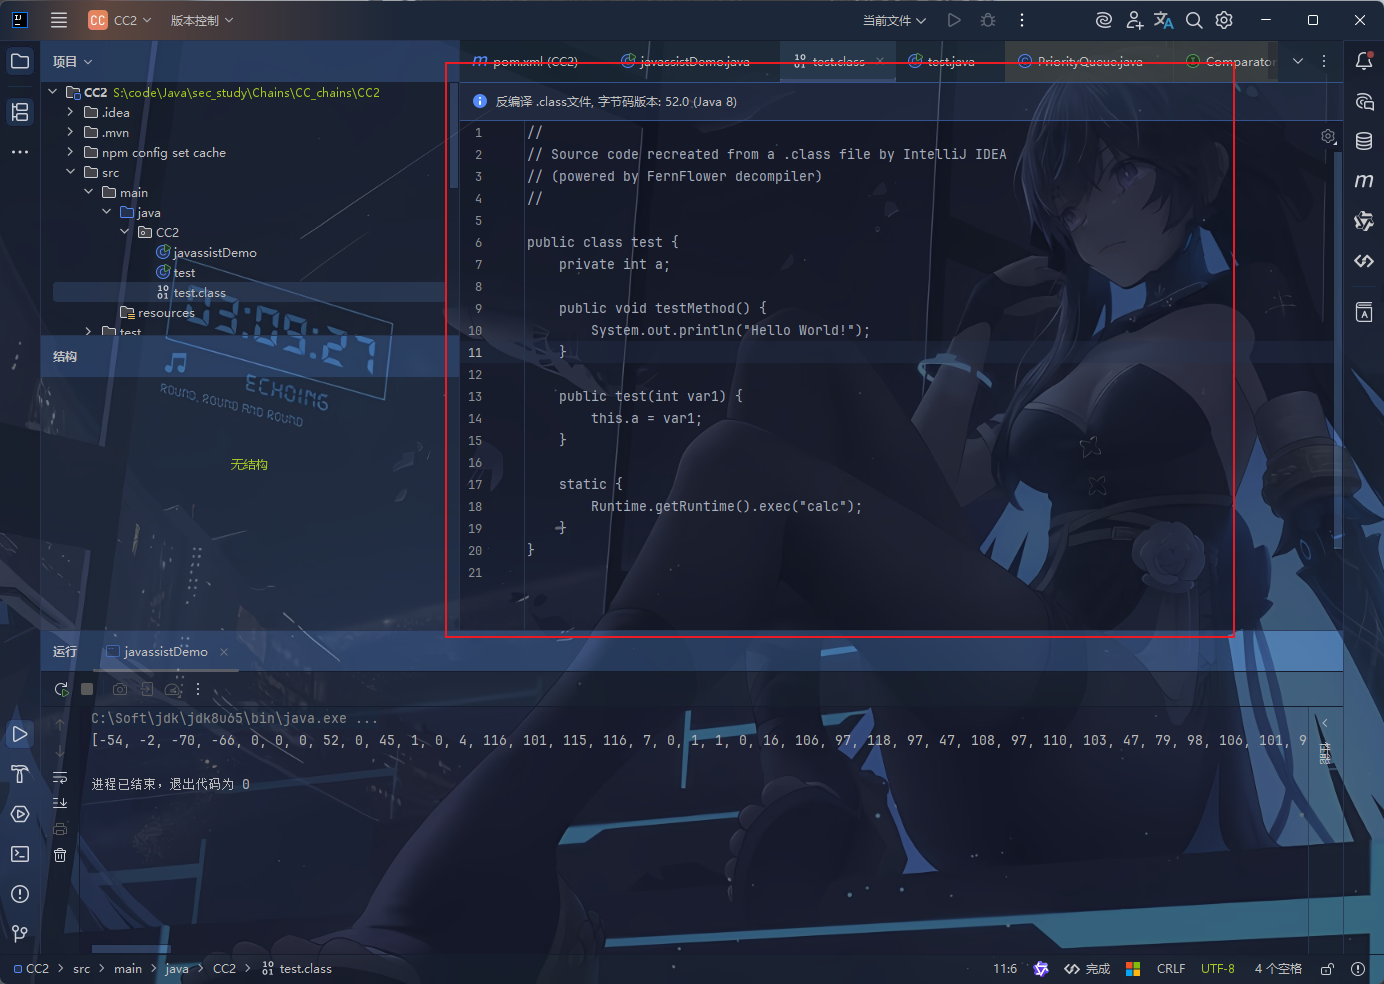 CC CC2 版本控制 当前文件
项目
pom.xml (CC2) javassistDemo.java test.class test.java PriorityQueue.java Comparator
CC2 S:\code\Java\sec_study\Chains\CC_chains\CC2
.idea
.mvn
npm config set cache
src
main
java
CC2
javassistDemo
test
test.class
resources
test
结构
无结构
03:09:27
ECHOING
ROUND, ROUND AND ROUND
反编译 .class文件, 字节码版本: 52.0 (Java 8)
1 //
2 // Source code recreated from a .class file by IntelliJ IDEA
3 // (powered by FernFlower decompiler)
4 //
5
6 public class test {
7 private int a;
8
9 public void testMethod() {
10 System.out.println("Hello World!");
11 }
12
13 public test(int var1) {
14 this.a = var1;
15 }
16
17 static {
18 Runtime.getRuntime().exec("calc");
19 }
20 }
21
运行 javassistDemo
C:\Soft\jdk\jdk8u65\bin\java.exe ...
[-54, -2, -70, -66, 0, 0, 0, 52, 0, 45, 1, 0, 4, 116, 101, 115, 116, 7, 0, 1, 1, 0, 16, 106, 97, 118, 97, 47, 108, 97, 110, 103, 47, 79, 98, 106, 101, 9
进程已结束，退出代码为 0
CC2 > src > main > java > CC2 > test.class
11:6 完成 CRLF UTF-8 4 个空格